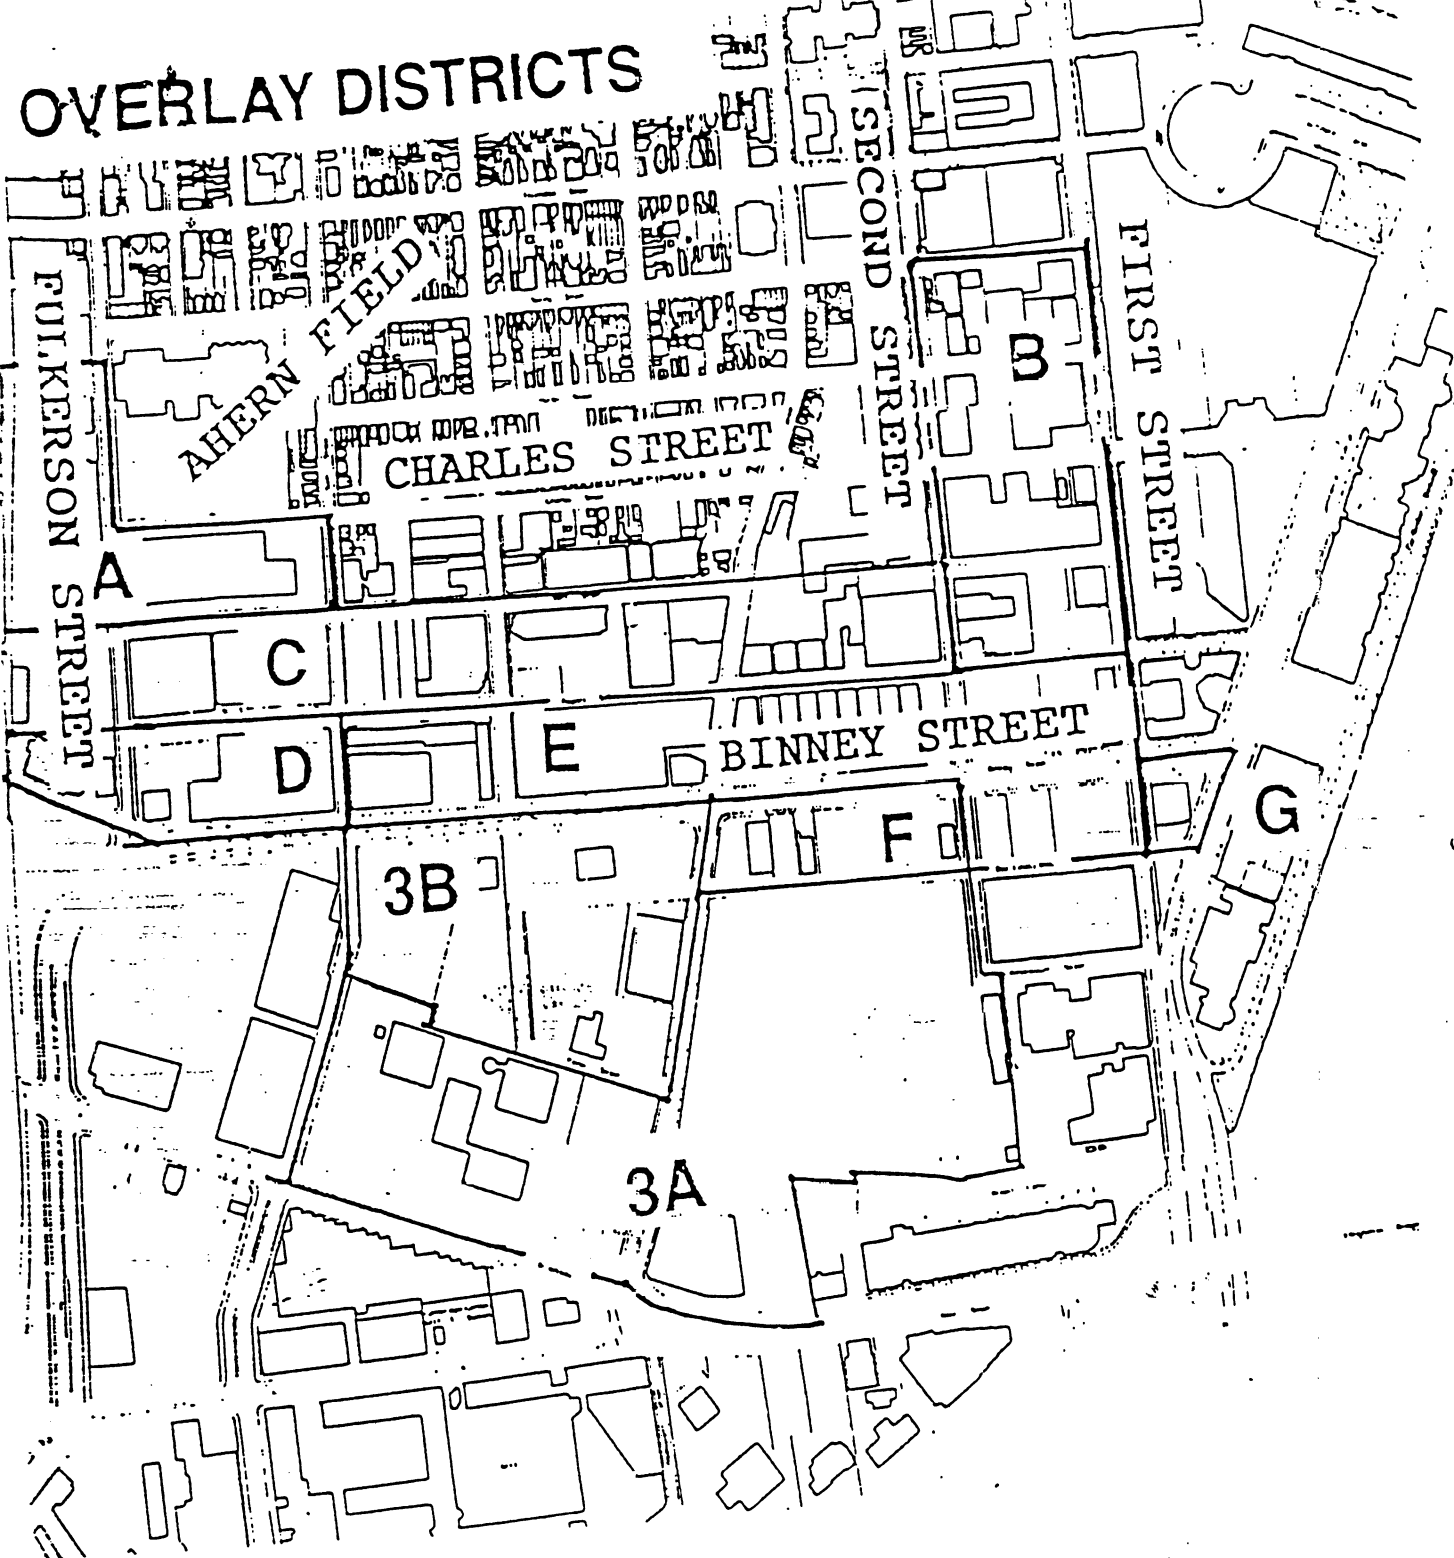 OVERLAY DISTRICTS
SECOND STREET
FIRST STREET
FULKERSON STREET
AHERN FIELD
B
CHARLES STREET
A
C
D
E
BINNEY STREET
G
F
3B
3A